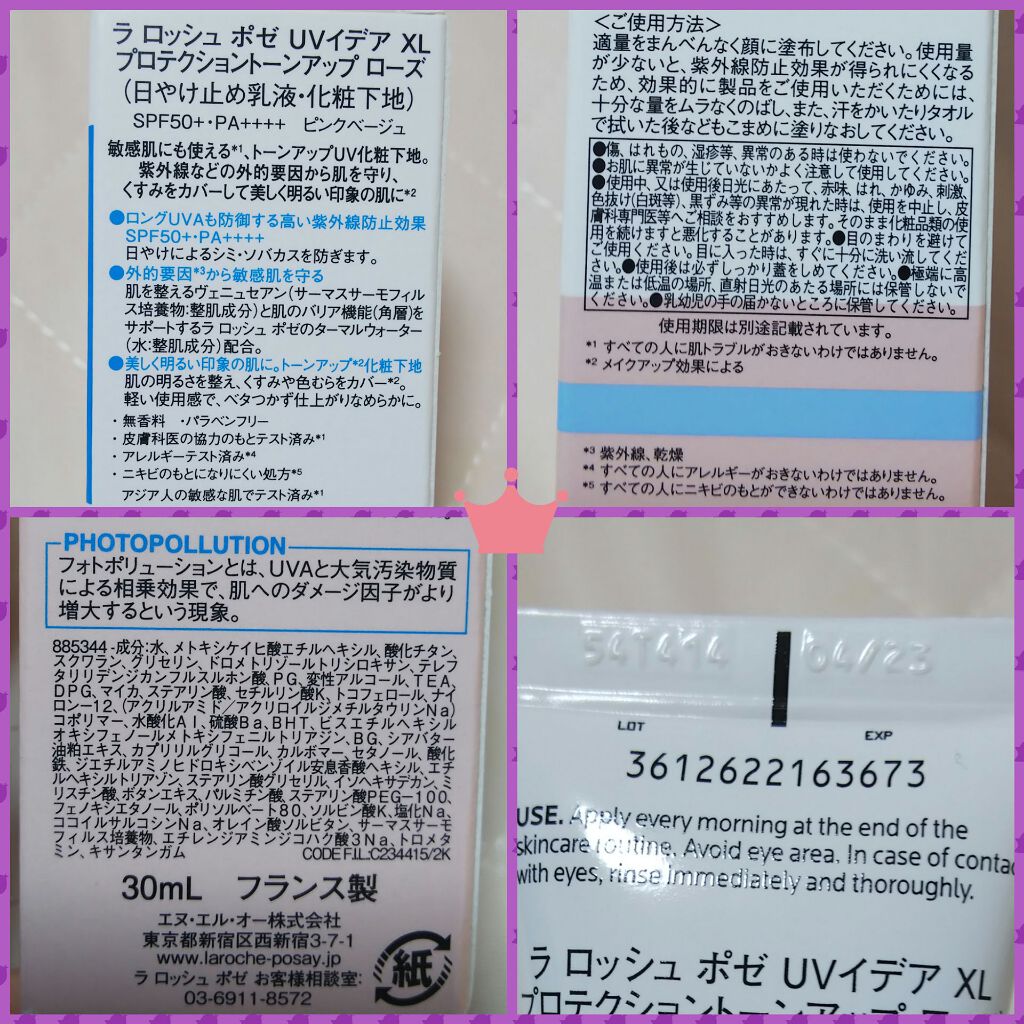 ラ ロッシュ ポゼ UVイデア XL
プロテクショントーンアップ ローズ
(日やけ止め乳液・化粧下地)
SPF50+・PA++++　ピンクベージュ
敏感肌にも使える*1、トーンアップUV化粧下地。
紫外線などの外的要因から肌を守り、
くすみをカバーして美しく明るい印象の肌に*2
●ロングUVAも防御する高い紫外線防止効果
SPF50+・PA++++
日やけによるシミ・ソバカスを防ぎます。
●外的要因*3から敏感肌を守る
肌を整えるヴェニュセアン(サーマスサーモフィル
ス培養物:整肌成分)と肌のバリア機能(角層)を
サポートするラ ロッシュ ポゼのターマルウォーター
(水:整肌成分)配合。
●美しく明るい印象の肌に。トーンアップ*2化粧下地
肌の明るさを整え、くすみや色むらをカバー*2。
軽い使用感で、ベタつかず仕上がりなめらかに。
・無香料　・パラベンフリー
・皮膚科医の協力のもとテスト済み*1
・アレルギーテスト済み*4
・ニキビのもとになりにくい処方*5
アジア人の敏感な肌でテスト済み*1
<ご使用方法>
適量をまんべんなく顔に塗布してください。使用量
が少ないと、紫外線防止効果が得られにくくなる
ため、効果的に製品をご使用いただくためには、
十分な量をムラなくのばし、また、汗をかいたりタオル
で拭いた後などもこまめに塗りなおしてください。
●傷、はれもの、湿疹等、異常のある時は使わないでください。
●お肌に異常が生じていないかよく注意して使用してください。
●使用中、又は使用後日光にあたって、赤味、はれ、かゆみ、刺激、
色抜け(白斑等)、黒ずみ等の異常が現れた時は、使用を中止し、皮
膚科専門医等へご相談をおすすめします。そのまま化粧品類の使
用を続けますと悪化することがあります。●目のまわりを避けて
ご使用ください。目に入った時は、すぐに十分に洗い流してくだ
さい。●使用後は必ずしっかり蓋をしめてください。●極端に高
温または低温の場所、直射日光のあたる場所には保管しないで
ください。●乳幼児の手の届かないところに保管してください。
使用期限は別途記載されています。
*1 すべての人に肌トラブルがおきないわけではありません。
*2 メイクアップ効果による
*3 紫外線、乾燥
*4 すべての人にアレルギーがおきないわけではありません。
*5 すべての人にニキビのもとができないわけではありません。
PHOTOPOLLUTION
フォトポリューションとは、UVAと大気汚染物質
による相乗効果で、肌へのダメージ因子がより
増大するという現象。
885344 -成分:水、メトキシケイヒ酸エチルヘキシル、酸化チタン、
スクワラン、グリセリン、ドロメトリゾールトリシロキサン、テレフ
タリリデンジカンフルスルホン酸、PG、変性アルコール、TEA、
DPG、マイカ、ステアリン酸、セチルリン酸K、トコフェロール、ナイ
ロン-12、(アクリルアミド/アクリロイルジメチルタウリンNa)
コポリマー、水酸化Al、硫酸Ba、BHT、ビスエチルヘキシル
オキシフェノールメトキシフェニルトリアジン、BG、シアバター
油粕エキス、カプリリルグリコール、カルボマー、セタノール、酸化
鉄、ジエチルアミノヒドロキシベンゾイル安息香酸ヘキシル、エチ
ルヘキシルトリアゾン、ステアリン酸グリセリル、イソヘキサデカン、ミ
リスチン酸、ボタンエキス、パルミチン酸、ステアリン酸PEG-100、
フェノキシエタノール、ポリソルベート80、ソルビン酸K、塩化Na、
ココイルサルコシンNa、オレイン酸ソルビタン、サーマスサーモ
フィルス培養物、エチレンジアミンジコハク酸3Na、トロメタ
ミン、キサンタンガム　CODE F.I.L.:C234415/2K
30mL　フランス製
エヌ・エル・オー株式会社
東京都新宿区西新宿3-7-1
www.laroche-posay.com
ラ ロッシュ ポゼ お客様相談室:
03-6911-8572
紙
54T414 04/23
LOT EXP
3612622163673
USE. Apply every morning at the end of the
skincare routine. Avoid eye area. In case of contac
with eyes, rinse immediately and thoroughly.
ラ ロッシュ ポゼ UVイデア XL
プロテクショントーンアップ